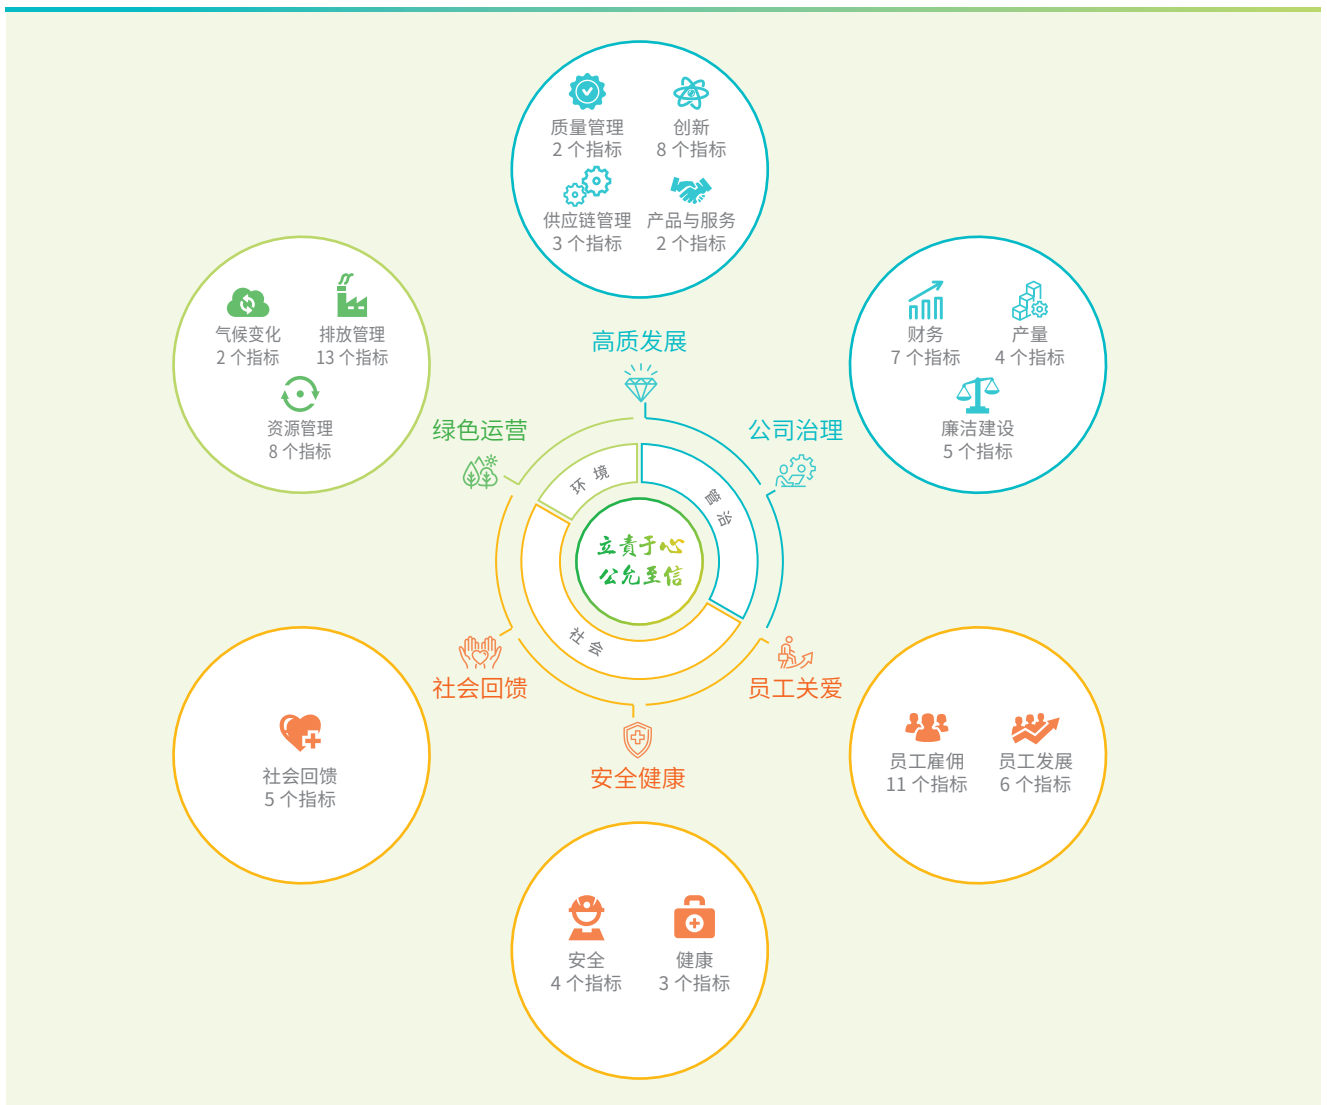 质量管理
2 个指标
创新
8 个指标
供应链管理
3 个指标
产品与服务
2 个指标
气候变化
2 个指标
排放管理
13 个指标
资源管理
8 个指标
财务
7 个指标
产量
4 个指标
廉洁建设
5 个指标
高质发展
绿色运营
公司治理
环境
管治
社会
立責于心
公允至信
社会回馈
员工关爱
安全健康
社会回馈
5 个指标
员工雇佣
11 个指标
员工发展
6 个指标
安全
4 个指标
健康
3 个指标